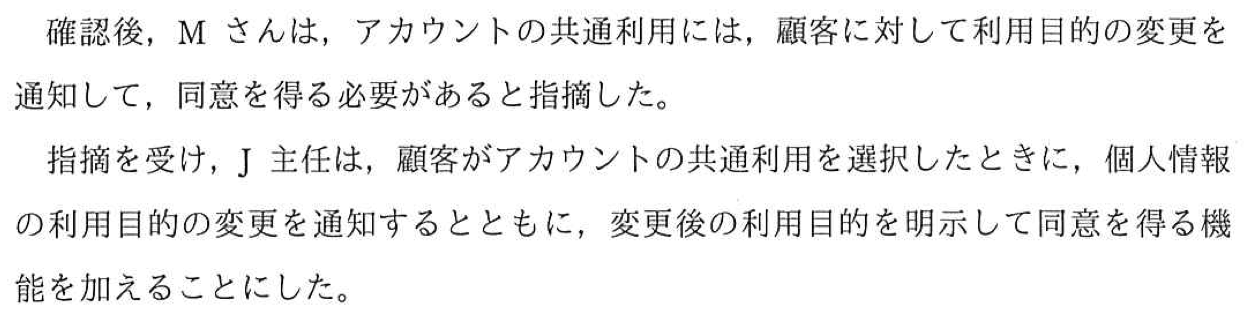 確認後，M さんは，アカウントの共通利用には，顧客に対して利用目的の変更を
通知して，同意を得る必要があると指摘した。
指摘を受け，J 主任は，顧客がアカウントの共通利用を選択したときに，個人情報
の利用目的の変更を通知するとともに，変更後の利用目的を明示して同意を得る機
能を加えることにした。